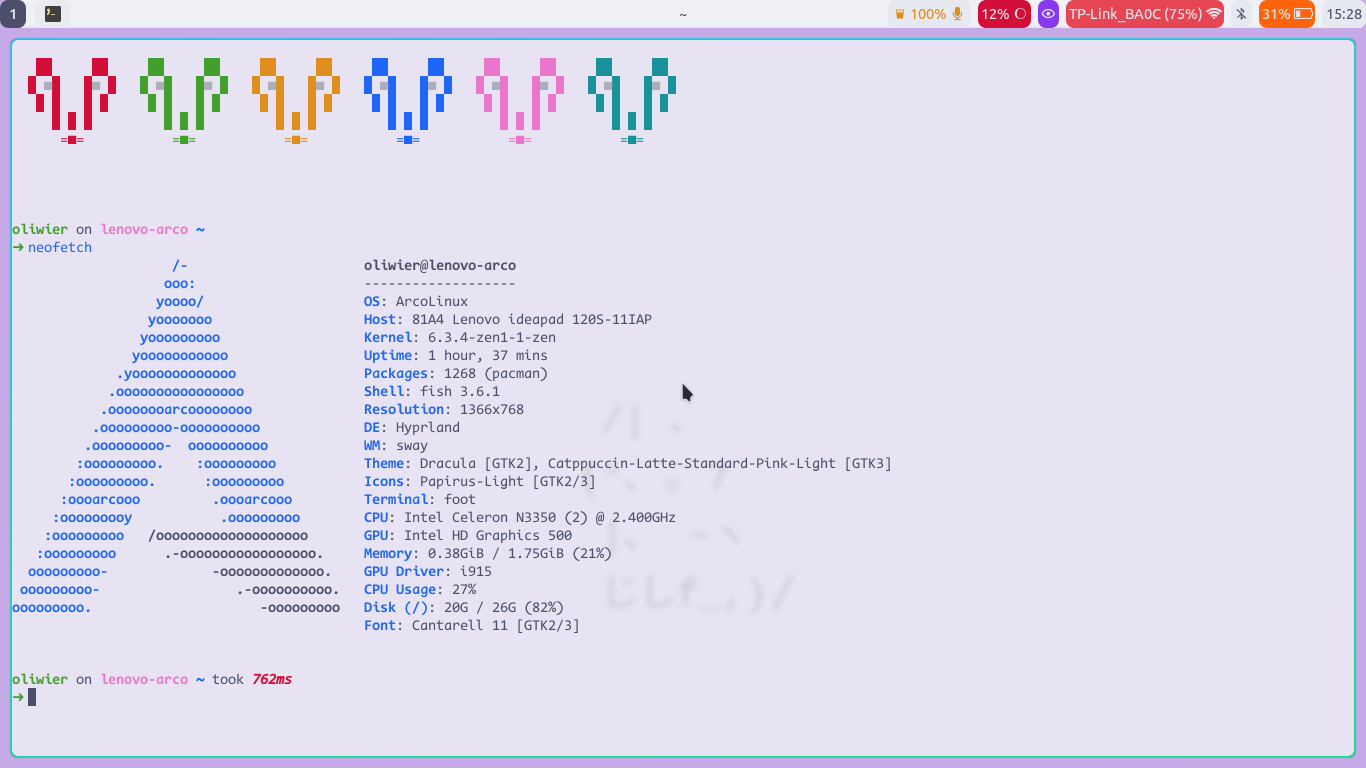 1 ~ 100% 12% TP-Link_BA0C (75%) 31% 15:28
=■= =■= =■= =■= =■= =■=
oliwier on lenovo-arco ~
➜ neofetch
/- oliwier@lenovo-arco
ooo: -------------------
yoooo/ OS: ArcoLinux
yooooooo Host: 81A4 Lenovo ideapad 120S-11IAP
yooooooooo Kernel: 6.3.4-zen1-1-zen
yooooooooooo Uptime: 1 hour, 37 mins
.yooooooooooooo Packages: 1268 (pacman)
.oooooooooooooooo Shell: fish 3.6.1
.ooooooooarcoooooooo Resolution: 1366x768
.ooooooooo-oooooooooo DE: Hyprland
.ooooooooo- oooooooooo WM: sway
:ooooooooo. :ooooooooo Theme: Dracula [GTK2], Catppuccin-Latte-Standard-Pink-Light [GTK3]
:ooooooooo. :ooooooooo Icons: Papirus-Light [GTK2/3]
:oooarcooo .oooarcooo Terminal: foot
:ooooooooy .ooooooooo CPU: Intel Celeron N3350 (2) @ 2.400GHz
:ooooooooo /ooooooooooooooooooo GPU: Intel HD Graphics 500
:ooooooooo .-ooooooooooooooooo. Memory: 0.38GiB / 1.75GiB (21%)
ooooooooo- -ooooooooooooo. GPU Driver: i915
ooooooooo- .-oooooooooo. CPU Usage: 27%
ooooooooo. -ooooooooo Disk (/): 20G / 26G (82%)
Font: Cantarell 11 [GTK2/3]
/| ､
じしf_,)/
oliwier on lenovo-arco ~ took 762ms
➜